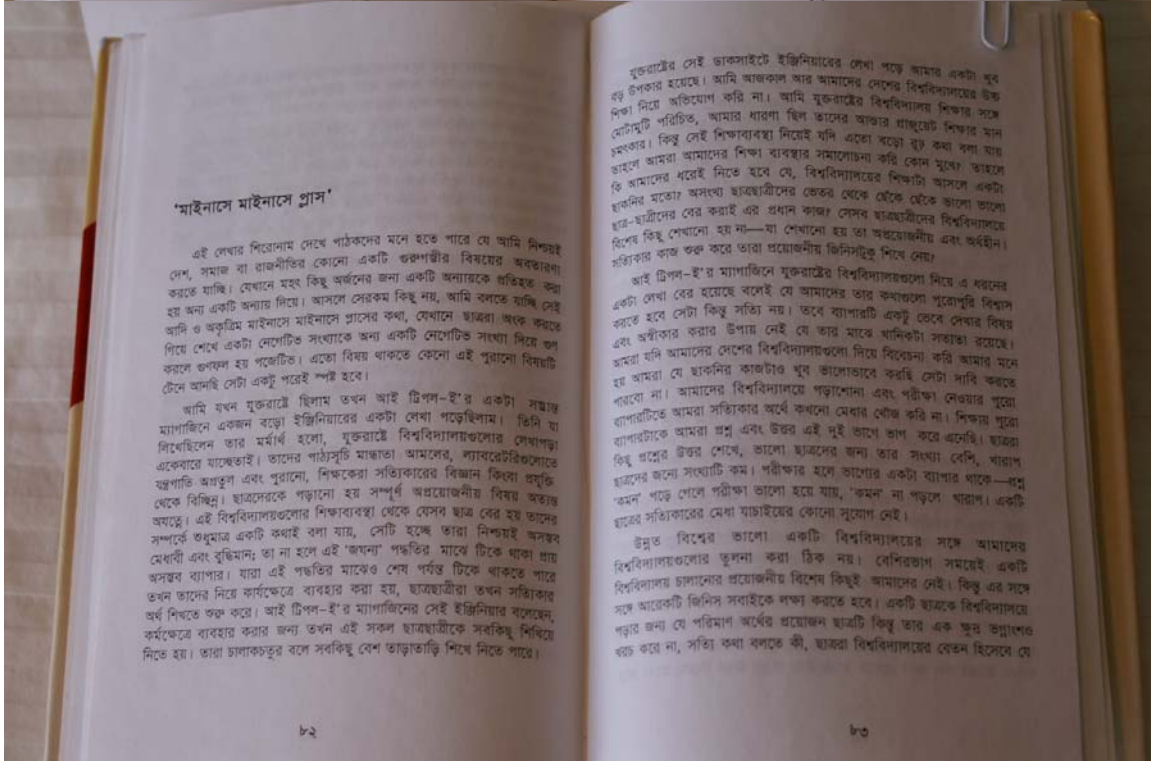 ‘মাইনাসে মাইনাসে প্লাস’
এই লেখার শিরোনাম দেখে পাঠকদের মনে হতে পারে যে আমি নিশ্চয়ই
দেশ, সমাজ বা রাজনীতির কোনো একটি গুরুগম্ভীর বিষয়ের অবতারণা
করতে যাচ্ছি। যেখানে মহৎ কিছু অর্জনের জন্য একটি অন্যায়কে প্রতিহত করা
হয় অন্য একটি অন্যায় দিয়ে। আসলে সেরকম কিছু নয়, আমি বলতে যাচ্ছি সেই
আদি ও অকৃত্রিম মাইনাসে মাইনাসে প্লাসের কথা, যেখানে ছাত্ররা অংক করতে
গিয়ে শেখে একটা নেগেটিভ সংখ্যাকে অন্য একটি নেগেটিভ সংখ্যা দিয়ে গুণ
করলে গুণফল হয় পজেটিভ। এতো বিষয় থাকতে কেনো এই পুরানো বিষয়টি
টেনে আনছি সেটা একটু পরেই স্পষ্ট হবে।
আমি যখন যুক্তরাষ্ট্রে ছিলাম তখন আই ট্রিপল-ই’র একটা সম্ভ্রান্ত
ম্যাগাজিনে একজন বড়ো ইঞ্জিনিয়ারের একটা লেখা পড়েছিলাম। তিনি যা
লিখেছিলেন তার মর্মার্থ হলো, যুক্তরাষ্ট্রে বিশ্ববিদ্যালয়গুলোর লেখাপড়া
একেবারে যাচ্ছেতাই। তাদের পাঠ্যসূচি মান্ধাতা আমলের, ল্যাবরেটরিগুলোতে
যন্ত্রপাতি অপ্রতুল এবং পুরানো, শিক্ষকেরা সত্যিকারের বিজ্ঞান কিংবা প্রযুক্তি
থেকে বিচ্ছিন্ন। ছাত্রদেরকে পড়ানো হয় সম্পূর্ণ অপ্রয়োজনীয় বিষয় অত্যন্ত
অযত্নে। এই বিশ্ববিদ্যালয়গুলোর শিক্ষাব্যবস্থা থেকে যেসব ছাত্র বের হয় তাদের
সম্পর্কে শুধুমাত্র একটি কথাই বলা যায়, সেটি হচ্ছে তারা নিশ্চয়ই অসম্ভব
মেধাবী এবং বুদ্ধিমান; তা না হলে এই ‘জঘন্য’ পদ্ধতির মাঝে টিকে থাকা প্রায়
অসম্ভব ব্যাপার। যারা এই পদ্ধতির মাঝেও শেষ পর্যন্ত টিকে থাকতে পারে
তখন তাদের নিয়ে কার্যক্ষেত্রে ব্যবহার করা হয়, ছাত্রছাত্রীরা তখন সত্যিকার
অর্থ শিখতে শুরু করে। আই ট্রিপল-ই’র ম্যাগাজিনের সেই ইঞ্জিনিয়ার বলেছেন,
কর্মক্ষেত্রে ব্যবহার করার জন্য তখন এই সকল ছাত্রছাত্রীকে সবকিছু শিখিয়ে
নিতে হয়। তারা চালাকচতুর বলে সবকিছু বেশ তাড়াতাড়ি শিখে নিতে পারে।
৮২
যুক্তরাষ্ট্রের সেই ডাকসাইটে ইঞ্জিনিয়ারের লেখা পড়ে আমার একটা খুব
বড় উপকার হয়েছে। আমি আজকাল আর আমাদের দেশের বিশ্ববিদ্যালয়ের উচ্চ
শিক্ষা নিয়ে অভিযোগ করি না। আমি যুক্তরাষ্ট্রের বিশ্ববিদ্যালয় শিক্ষার সঙ্গে
মোটামুটি পরিচিত, আমার ধারণা ছিল তাদের আন্ডার গ্রাজুয়েট শিক্ষার মান
চমৎকার। কিন্তু সেই শিক্ষাব্যবস্থা নিয়েই যদি এতো বড়ো রূঢ় কথা বলা যায়
তাহলে আমরা আমাদের শিক্ষা ব্যবস্থার সমালোচনা করি কোন মুখে? তাহলে
কি আমাদের ধরেই নিতে হবে যে, বিশ্ববিদ্যালয়ের শিক্ষাটা আসলে একটা
ছাকনির মতো? অসংখ্য ছাত্রছাত্রীদের ভেতর থেকে ছেঁকে ছেঁকে ভালো ভালো
ছাত্র-ছাত্রীদের বের করাই এর প্রধান কাজ? সেসব ছাত্রছাত্রীদের বিশ্ববিদ্যালয়ে
বিশেষ কিছু শেখানো হয় না—যা শেখানো হয় তা অপ্রয়োজনীয় এবং অর্থহীন।
সত্যিকার কাজ শুরু করে তারা প্রয়োজনীয় জিনিসটুকু শিখে নেয়?
আই ট্রিপল-ই’র ম্যাগাজিনে যুক্তরাষ্ট্রের বিশ্ববিদ্যালয়গুলো নিয়ে এ ধরনের
একটা লেখা বের হয়েছে বলেই যে আমাদের তার কথাগুলো পুরোপুরি বিশ্বাস
করতে হবে সেটা কিন্তু সত্যি নয়। তবে ব্যাপারটি একটু ভেবে দেখার বিষয়
এবং অস্বীকার করার উপায় নেই যে তার মাঝে খানিকটা সত্যতা রয়েছে।
আমরা যদি আমাদের দেশের বিশ্ববিদ্যালয়গুলো দিয়ে বিবেচনা করি আমার মনে
হয় আমরা যে ছাকনির কাজটাও খুব ভালোভাবে করছি সেটা দাবি করতে
পারবো না। আমাদের বিশ্ববিদ্যালয়ে পড়াশোনা এবং পরীক্ষা নেওয়ার পুরো
ব্যাপারটিতে আমরা সত্যিকার অর্থে কখনো মেধার খোঁজ করি না। শিক্ষায় পুরো
ব্যাপারটাকে আমরা প্রশ্ন এবং উত্তর এই দুই ভাগে ভাগ করে এনেছি। ছাত্ররা
কিছু প্রশ্নের উত্তর শেখে, ভালো ছাত্রদের জন্য তার সংখ্যা বেশি, খারাপ
ছাত্রদের জন্যে সংখ্যাটি কম। পরীক্ষার হলে ভাগ্যের একটা ব্যাপার থাকে—প্রশ্ন
‘কমন’ পড়ে গেলে পরীক্ষা ভালো হয়ে যায়, ‘কমন’ না পড়লে খারাপ। একটি
ছাত্রের সত্যিকারের মেধা যাচাইয়ের কোনো সুযোগ নেই।
উন্নত বিশ্বের ভালো একটি বিশ্ববিদ্যালয়ের সঙ্গে আমাদের
বিশ্ববিদ্যালয়গুলোর তুলনা করা ঠিক নয়। বেশিরভাগ সময়েই একটি
বিশ্ববিদ্যালয় চালানোর প্রয়োজনীয় বিশেষ কিছুই আমাদের নেই। কিন্তু এর সঙ্গে
সঙ্গে আরেকটি জিনিস সবাইকে লক্ষ্য করতে হবে। একটি ছাত্রকে বিশ্ববিদ্যালয়ে
পড়ার জন্য যে পরিমাণ অর্থের প্রয়োজন ছাত্রটি কিন্তু তার এক ক্ষুদ্র ভগ্নাংশও
খরচ করে না, সত্যি কথা বলতে কী, ছাত্ররা বিশ্ববিদ্যালয়ের বেতন হিসেবে যে
৮৩